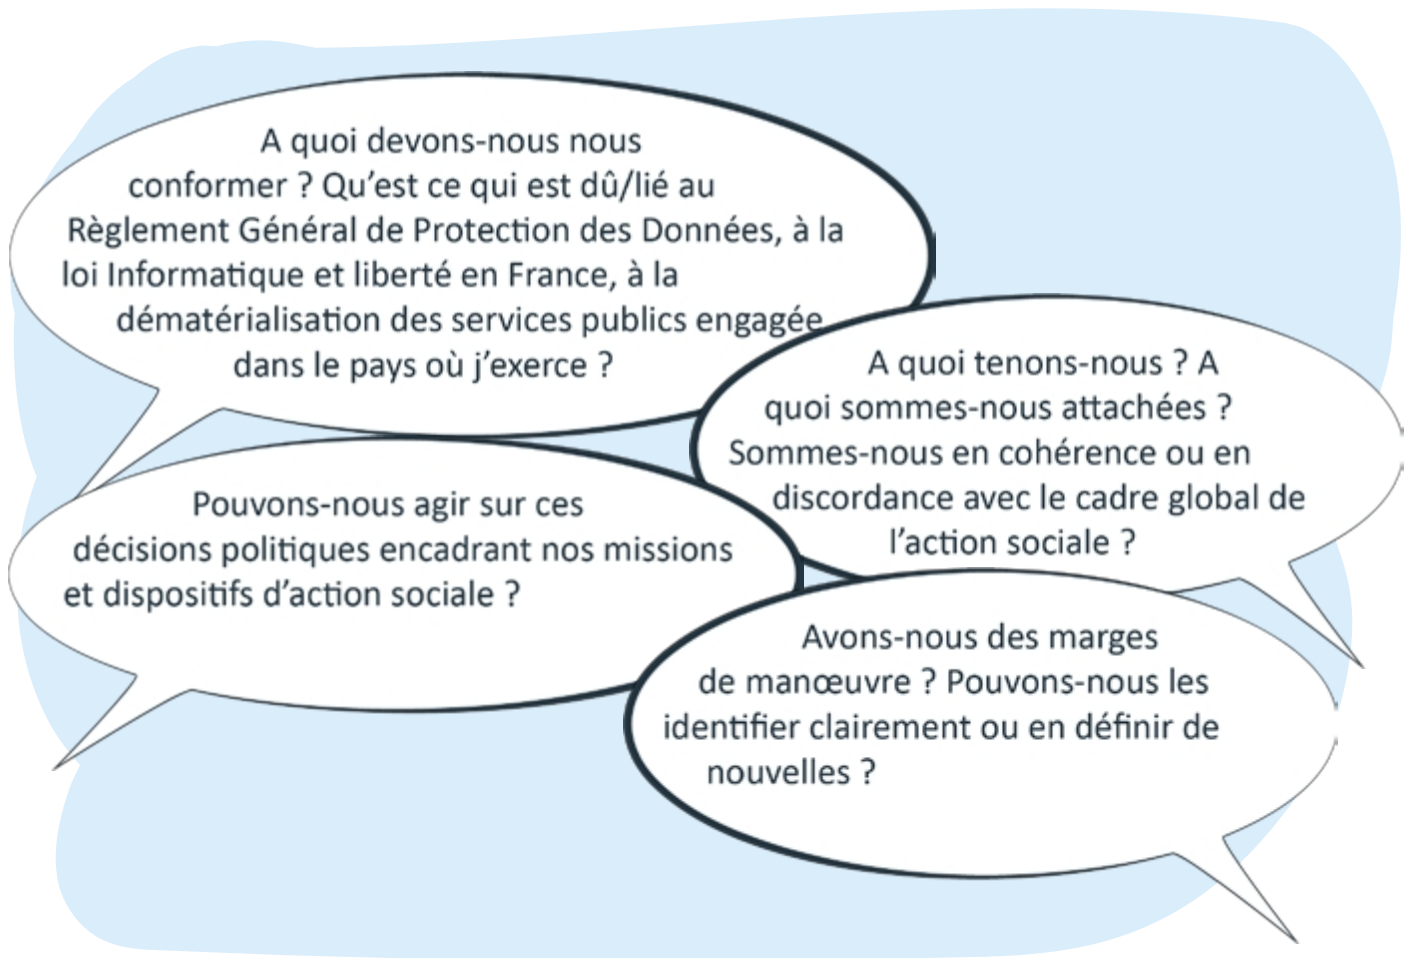 A quoi devons-nous nous
conformer ? Qu’est ce qui est dû/lié au
Règlement Général de Protection des Données, à la
loi Informatique et liberté en France, à la
dématérialisation des services publics engagée
dans le pays où j’exerce ?
A quoi tenons-nous ? A
quoi sommes-nous attachées ?
Sommes-nous en cohérence ou en
discordance avec le cadre global de
l’action sociale ?
Pouvons-nous agir sur ces
décisions politiques encadrant nos missions
et dispositifs d’action sociale ?
Avons-nous des marges
de manœuvre ? Pouvons-nous les
identifier clairement ou en définir de
nouvelles ?